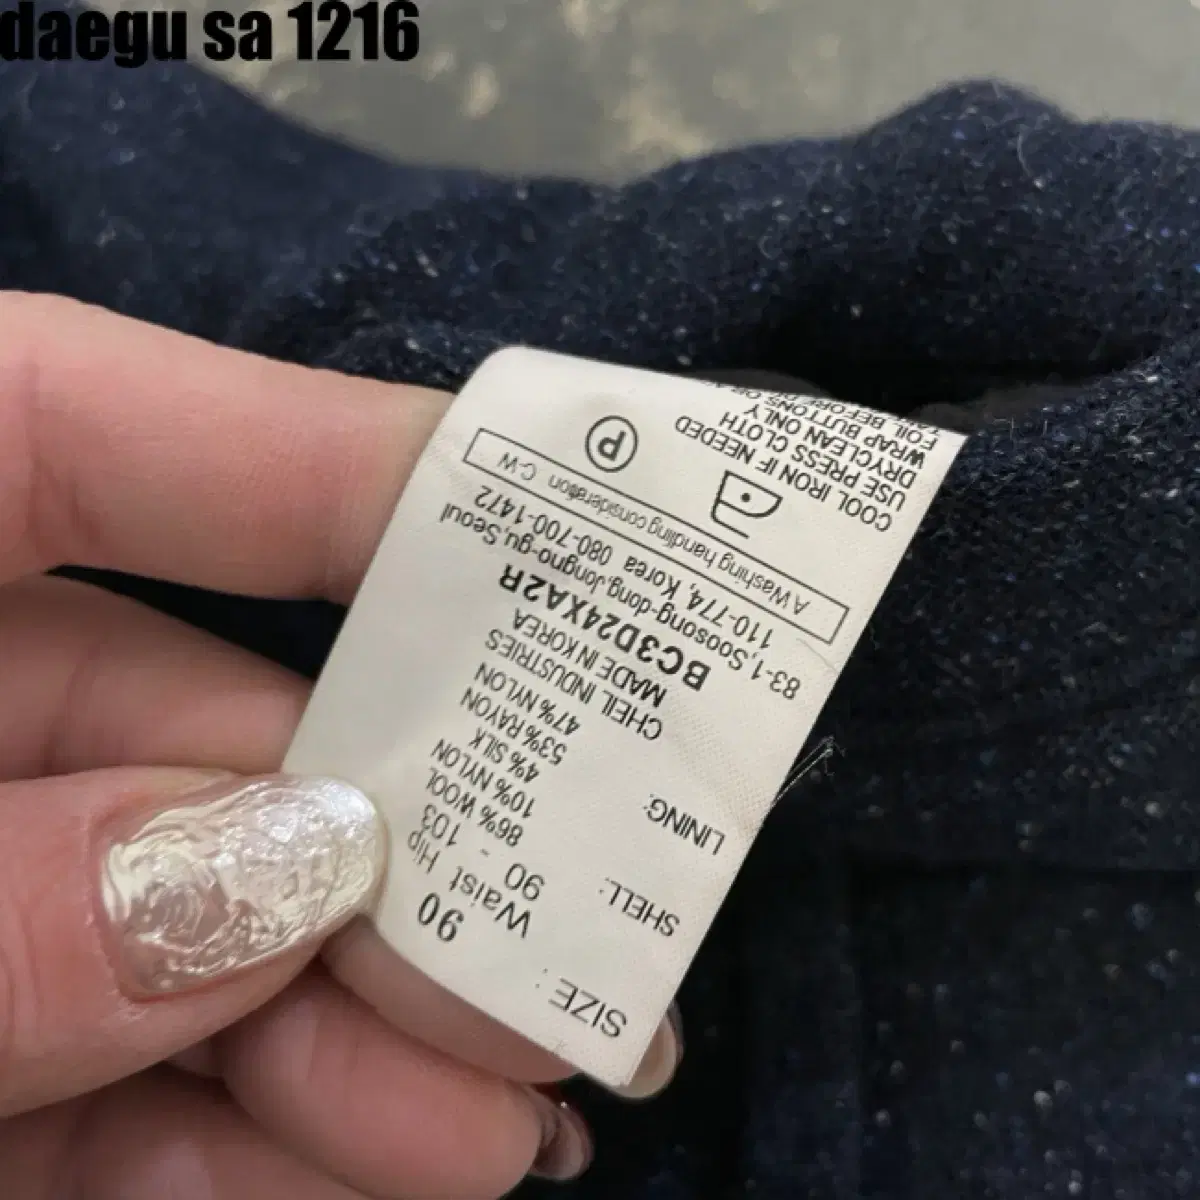 daegu sa 1216
SIZE :
90
Waist Hip
90 - 103
SHELL:
86% WOOL
10% NYLON
4% SILK
LINING:
53% RAYON
47% NYLON
CHEIL INDUSTRIES
MADE IN KOREA
BC3D24XA2R
83-1, Soosong-dong, Jongno-gu, Seoul
110-774, Korea 080-700-1472
A Washing handling consideration C-W
P
COOL IRON IF NEEDED
USE PRESS CLOTH
DRYCLEAN ONLY
WRAP BUTTONS
FOIL BEFORE